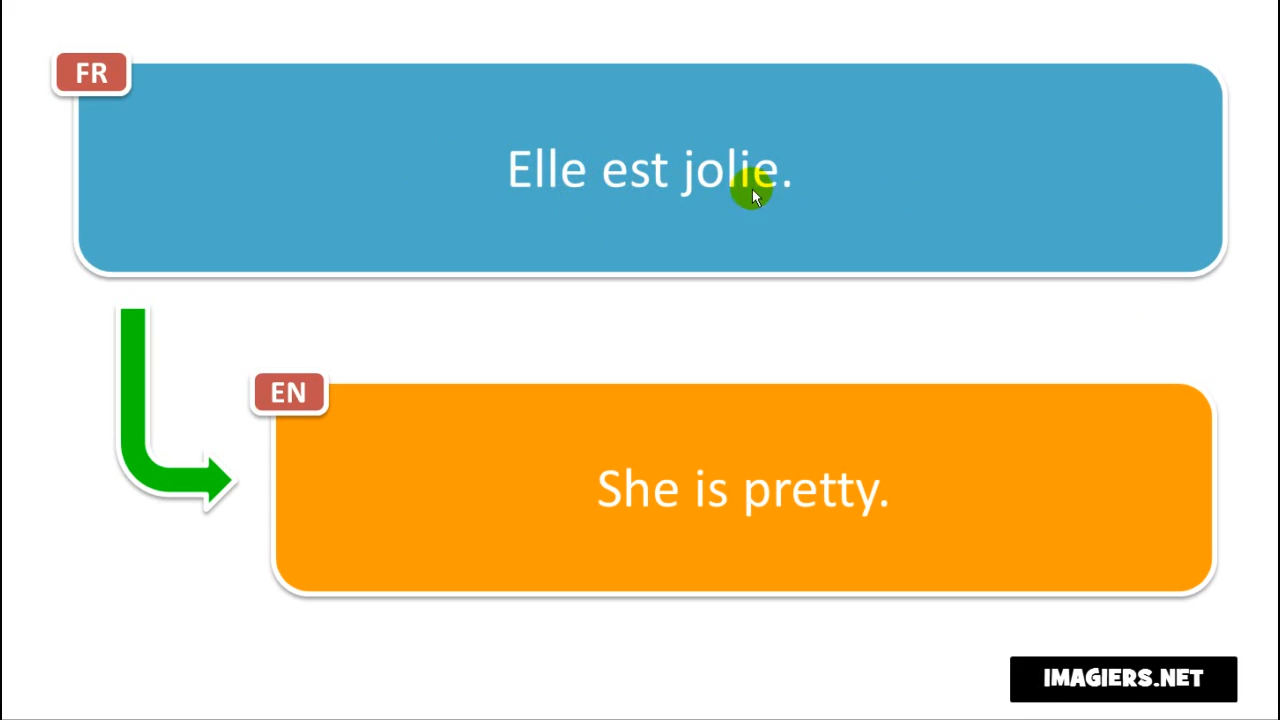 FR
Elle est jolie.
EN
She is pretty.
IMAGIERS.NET